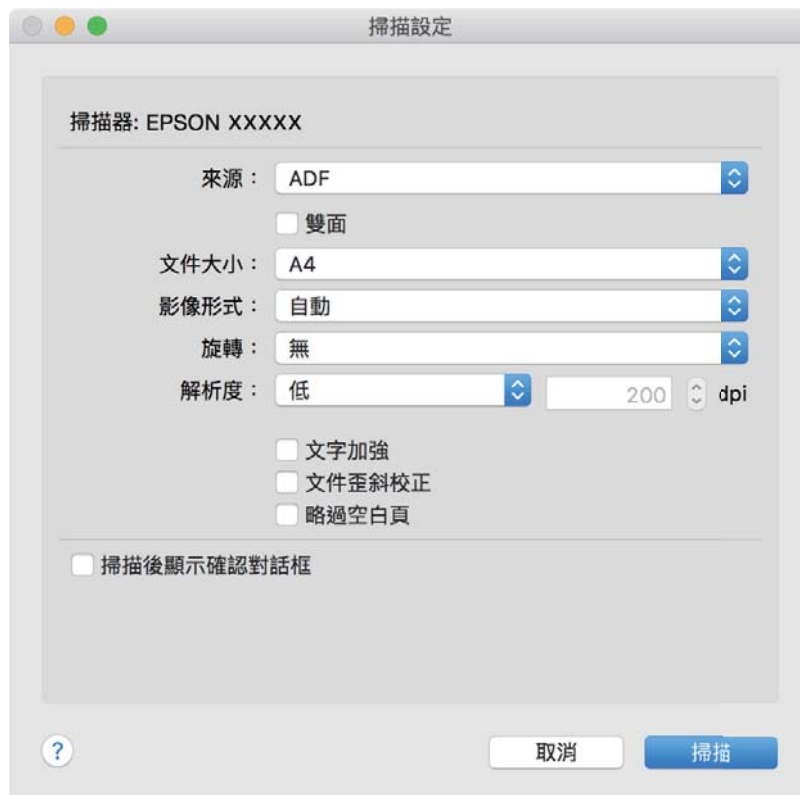 掃描設定
掃描器: EPSON XXXXX
來源： ADF
雙面
文件大小： A4
影像形式： 自動
旋轉： 無
解析度： 低 200 dpi
文字加強
文件歪斜校正
略過空白頁
掃描後顯示確認對話框
? 取消 掃描